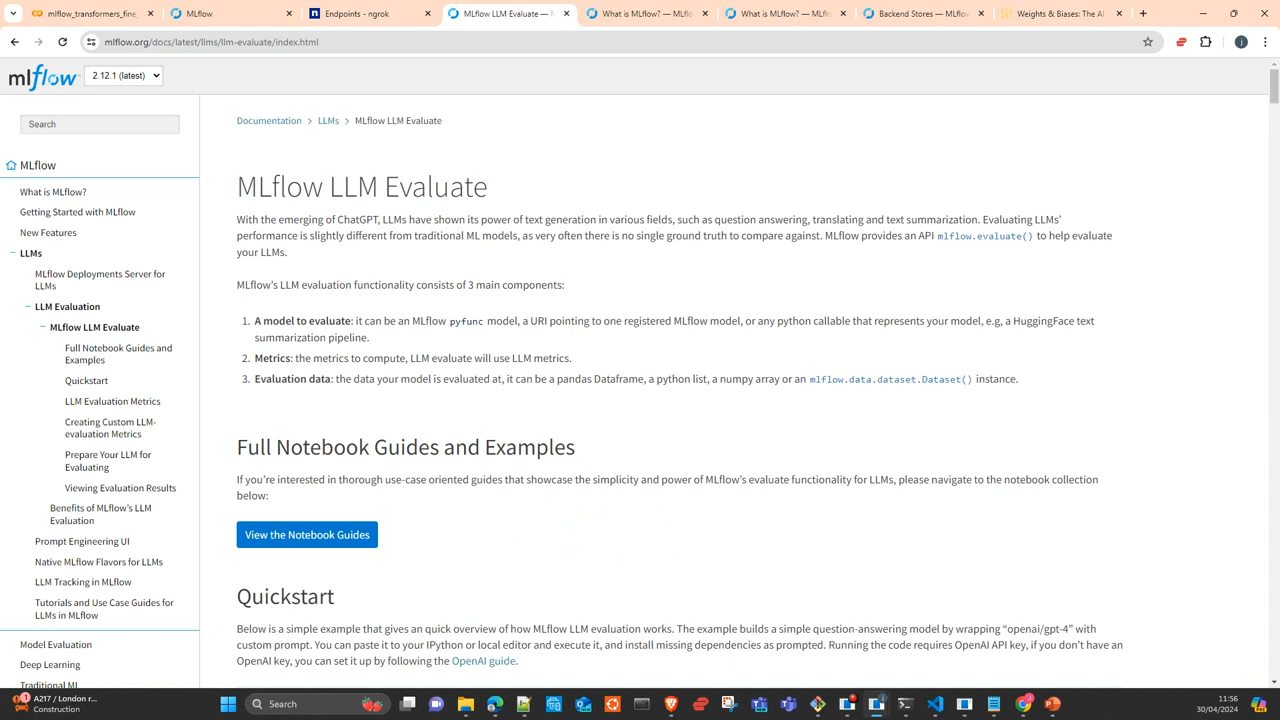 mlflow_transformers_fine_
MLflow
Endpoints - ngrok
MLflow LLM Evaluate —
What is MLflow? — MLflo
What is MLflow? — MLflo
Backend Stores — MLflow
Weights & Biases: The AI
mlflow.org/docs/latest/llms/llm-evaluate/index.html
mlflow
2.12.1 (latest)
Search
MLflow
What is MLflow?
Getting Started with MLflow
New Features
LLMs
MLflow Deployments Server for
LLMs
LLM Evaluation
MLflow LLM Evaluate
Full Notebook Guides and
Examples
Quickstart
LLM Evaluation Metrics
Creating Custom LLM-
evaluation Metrics
Prepare Your LLM for
Evaluating
Viewing Evaluation Results
Benefits of MLflow's LLM
Evaluation
Prompt Engineering UI
Native MLflow Flavors for LLMs
LLM Tracking in MLflow
Tutorials and Use Case Guides for
LLMs in MLflow
Model Evaluation
Deep Learning
Traditional ML
Documentation > LLMs > MLflow LLM Evaluate
MLflow LLM Evaluate
With the emerging of ChatGPT, LLMs have shown its power of text generation in various fields, such as question answering, translating and text summarization. Evaluating LLMs'
performance is slightly different from traditional ML models, as very often there is no single ground truth to compare against. MLflow provides an API mlflow.evaluate() to help evaluate
your LLMs.
MLflow's LLM evaluation functionality consists of 3 main components:
1. A model to evaluate: it can be an MLflow pyfunc model, a URI pointing to one registered MLflow model, or any python callable that represents your model, e.g, a HuggingFace text
summarization pipeline.
2. Metrics: the metrics to compute, LLM evaluate will use LLM metrics.
3. Evaluation data: the data your model is evaluated at, it can be a pandas Dataframe, a python list, a numpy array or an mlflow.data.dataset.Dataset() instance.
Full Notebook Guides and Examples
If you're interested in thorough use-case oriented guides that showcase the simplicity and power of MLflow's evaluate functionality for LLMs, please navigate to the notebook collection
below:
View the Notebook Guides
Quickstart
Below is a simple example that gives an quick overview of how MLflow LLM evaluation works. The example builds a simple question-answering model by wrapping "openai/gpt-4" with
custom prompt. You can paste it to your IPython or local editor and execute it, and install missing dependencies as prompted. Running the code requires OpenAI API key, if you don't have an
OpenAI key, you can set it up by following the OpenAI guide.
A217 / London r...
Construction
Search
11:56
30/04/2024